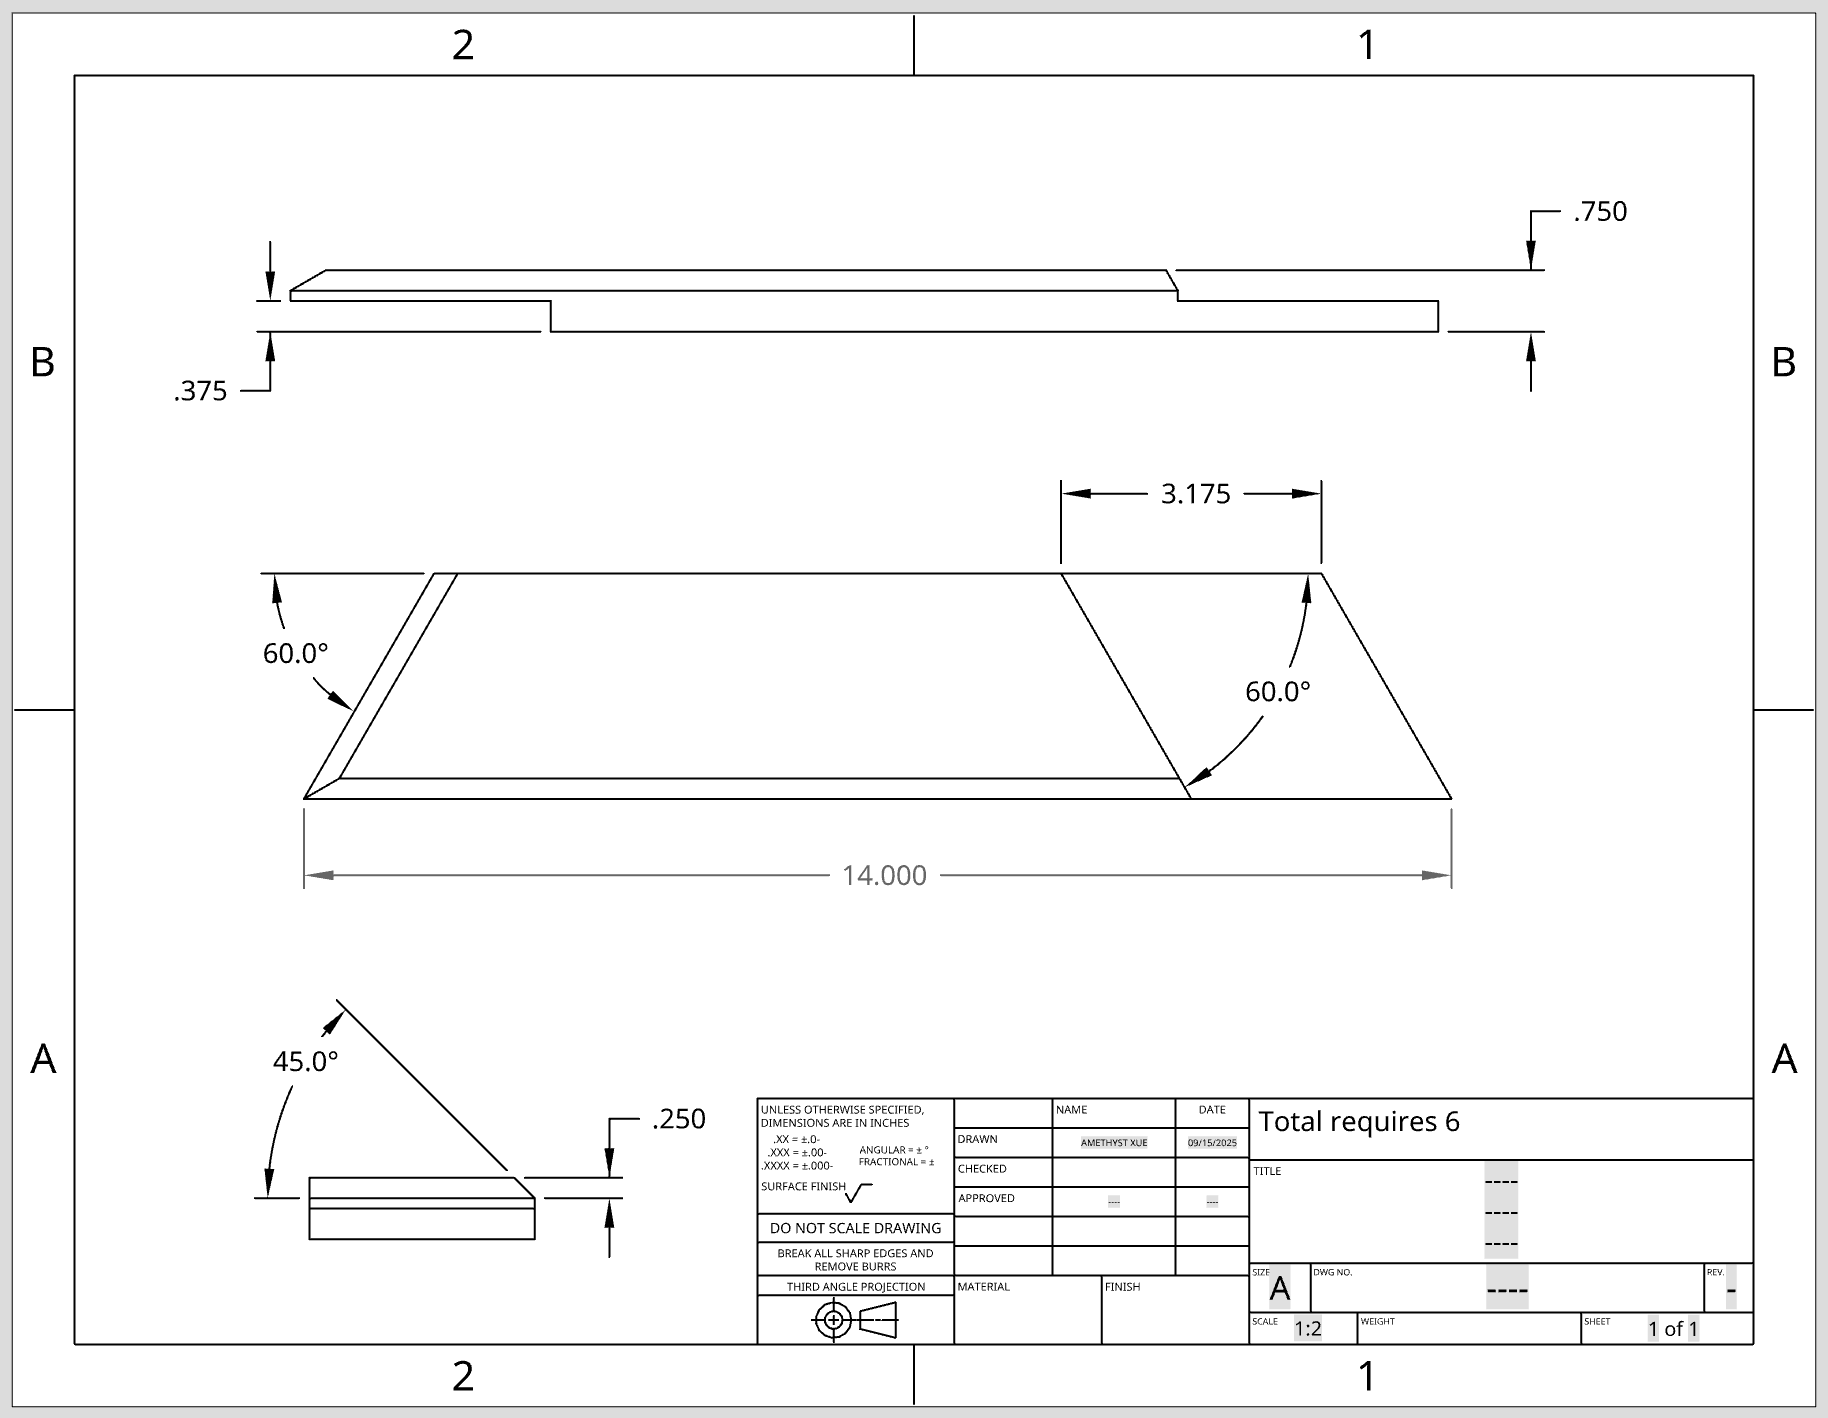 2 1
.750
B B
.375
3.175
60.0°
60.0°
14.000
A A
45.0°
.250
UNLESS OTHERWISE SPECIFIED,
DIMENSIONS ARE IN INCHES
.XX = ±.0-
.XXX = ±.00-
.XXXX = ±.000-
ANGULAR = ± °
FRACTIONAL = ±
SURFACE FINISH
DO NOT SCALE DRAWING
BREAK ALL SHARP EDGES AND
REMOVE BURRS
THIRD ANGLE PROJECTION
NAME DATE
DRAWN AMETHYST XUE 09/15/2025
CHECKED
APPROVED ---- ----
MATERIAL FINISH
Total requires 6
TITLE
----
----
----
SIZE A DWG NO. ---- REV. -
SCALE 1:2 WEIGHT SHEET 1 of 1
2 1